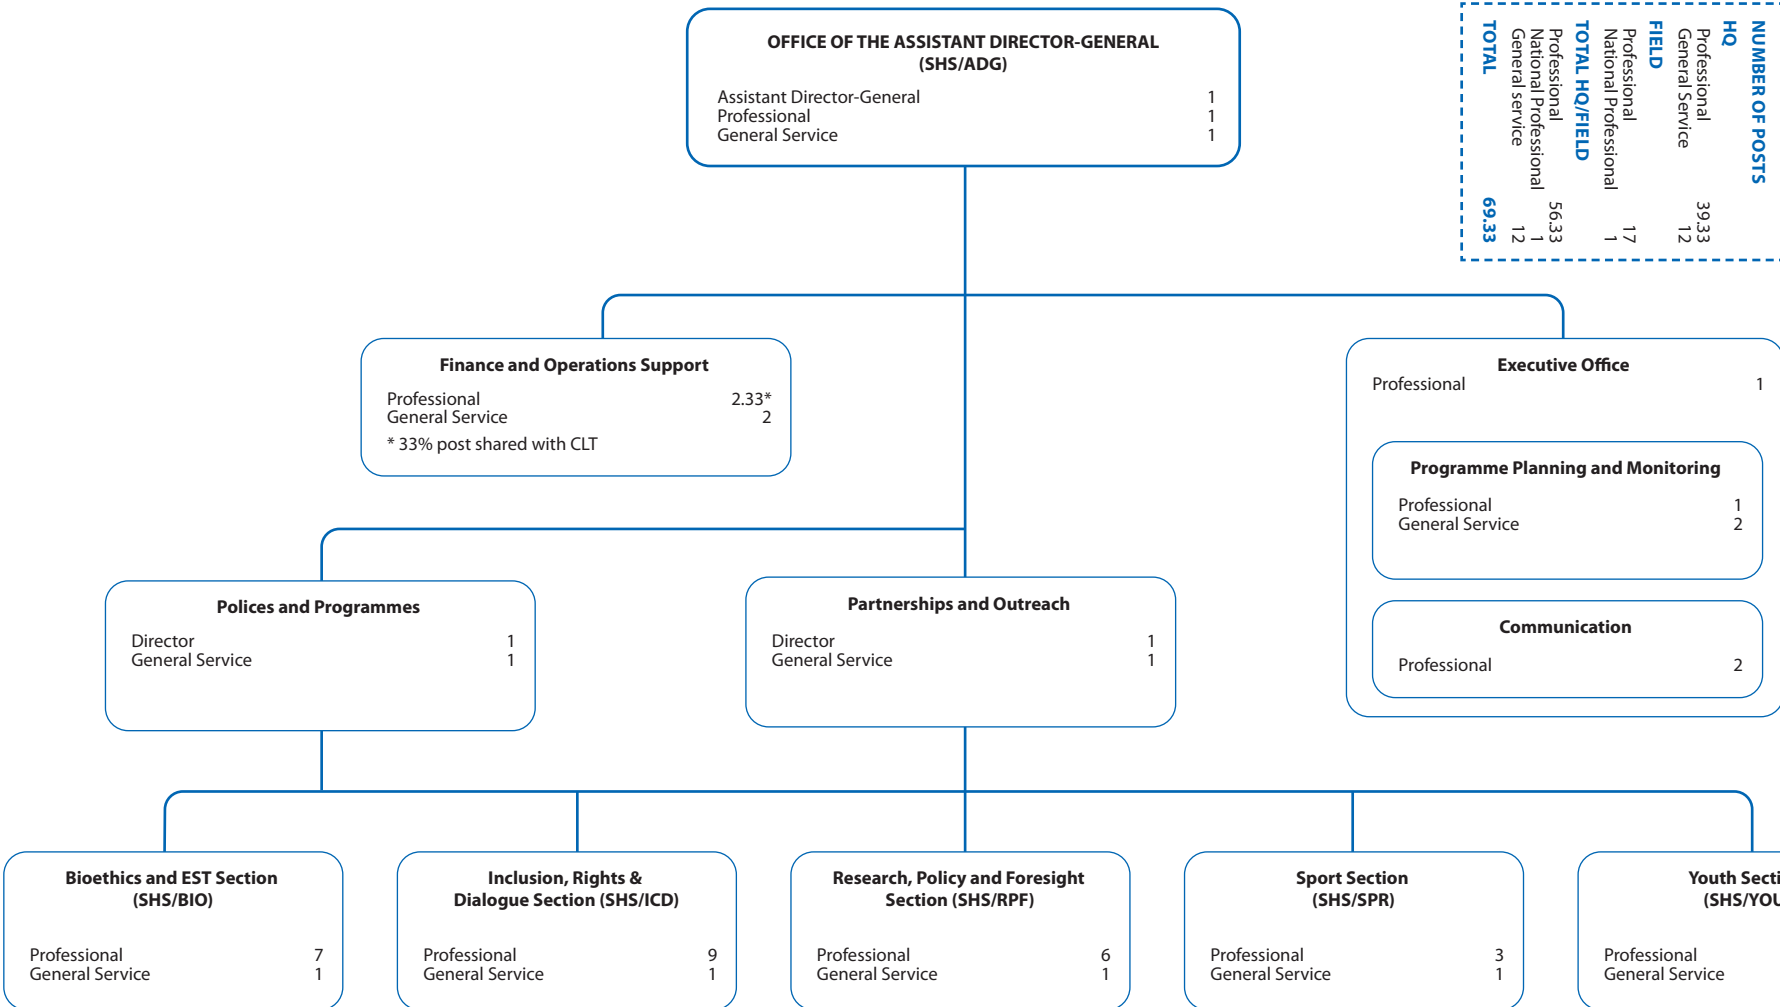 OFFICE OF THE ASSISTANT DIRECTOR-GENERAL
(SHS/ADG)
Assistant Director-General 1
Professional 1
General Service 1
NUMBER OF POSTS
HQ
Professional 39.33
General Service 12
FIELD
Professional 17
National Professional 1
TOTAL HQ/FIELD
Professional 56.33
National Professional 1
General service 12
TOTAL 69.33
Finance and Operations Support
Professional 2.33*
General Service 2
* 33% post shared with CLT
Executive Office
Professional 1
Programme Planning and Monitoring
Professional 1
General Service 2
Communication
Professional 2
Polices and Programmes
Director 1
General Service 1
Partnerships and Outreach
Director 1
General Service 1
Bioethics and EST Section
(SHS/BIO)
Professional 7
General Service 1
Inclusion, Rights &
Dialogue Section (SHS/ICD)
Professional 9
General Service 1
Research, Policy and Foresight
Section (SHS/RPF)
Professional 6
General Service 1
Sport Section
(SHS/SPR)
Professional 3
General Service 1
Youth Secti
(SHS/YOU
Professional
General Service